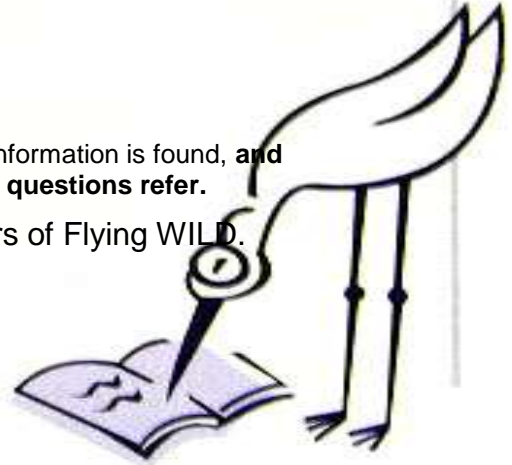 nformation is found, and
questions refer.
rs of Flying WILD.